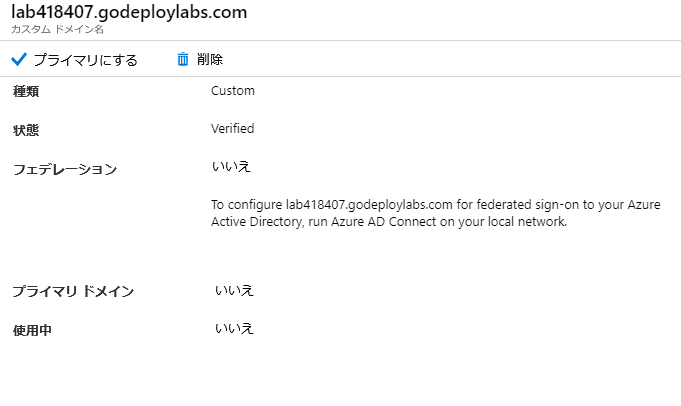 lab418407.godeploylabs.com
カスタム ドメイン名
プライマリにする 削除
種類 Custom
状態 Verified
フェデレーション いいえ
To configure lab418407.godeploylabs.com for federated sign-on to your Azure
Active Directory, run Azure AD Connect on your local network.
プライマリ ドメイン いいえ
使用中 いいえ